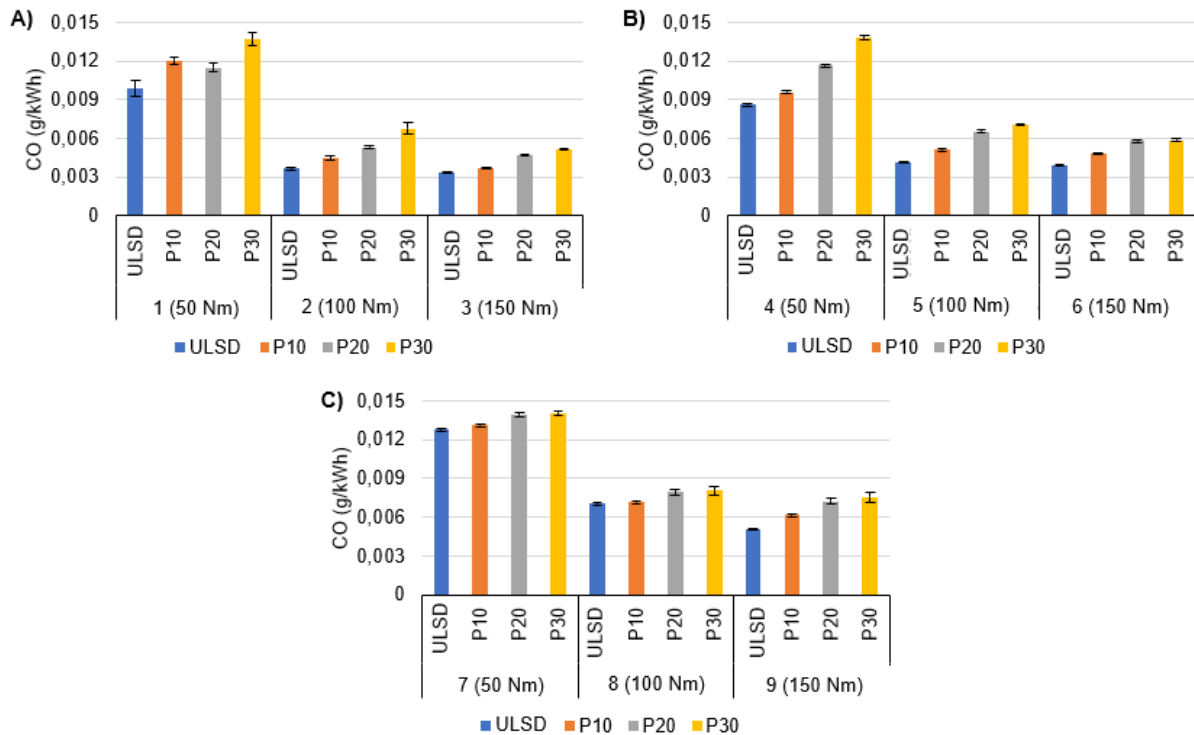 A)
CO (g/kWh)
0,015
0,012
0,009
0,006
0,003
0
ULSD P10 P20 P30 ULSD P10 P20 P30 ULSD P10 P20 P30
1 (50 Nm) 2 (100 Nm) 3 (150 Nm)
ULSD P10 P20 P30
B)
CO (g/kWh)
0,015
0,012
0,009
0,006
0,003
0
ULSD P10 P20 P30 ULSD P10 P20 P30 ULSD P10 P20 P30
4 (50 Nm) 5 (100 Nm) 6 (150 Nm)
ULSD P10 P20 P30
C)
CO (g/kWh)
0,015
0,012
0,009
0,006
0,003
0
ULSD P10 P20 P30 ULSD P10 P20 P30 ULSD P10 P20 P30
7 (50 Nm) 8 (100 Nm) 9 (150 Nm)
ULSD P10 P20 P30